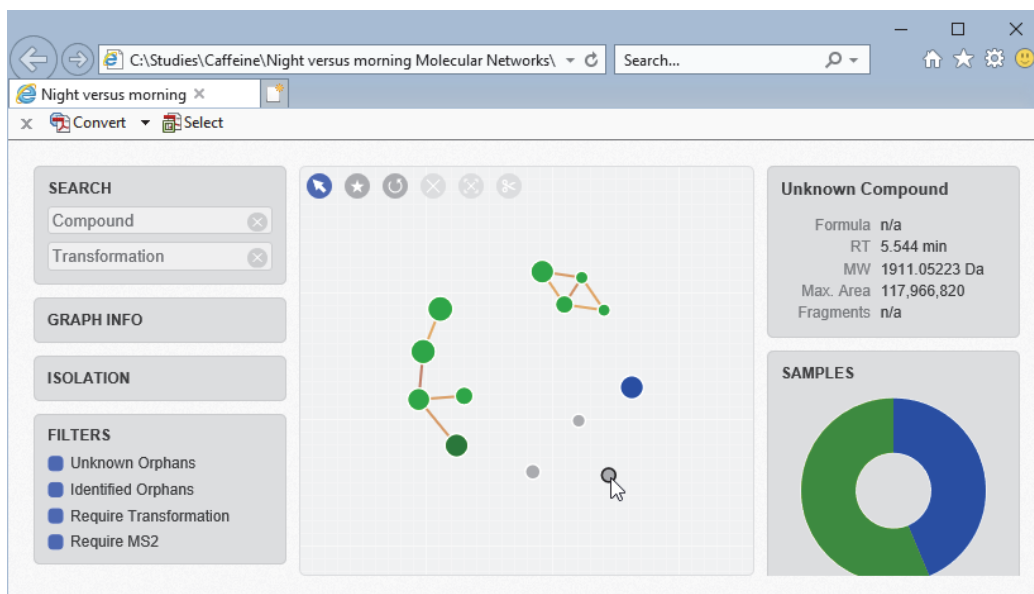 C:\Studies\Caffeine\Night versus morning Molecular Networks\
Search...
Night versus morning
x Convert Select
SEARCH
Compound
Transformation
GRAPH INFO
ISOLATION
FILTERS
Unknown Orphans
Identified Orphans
Require Transformation
Require MS2
Unknown Compound
Formula n/a
RT 5.544 min
MW 1911.05223 Da
Max. Area 117,966,820
Fragments n/a
SAMPLES